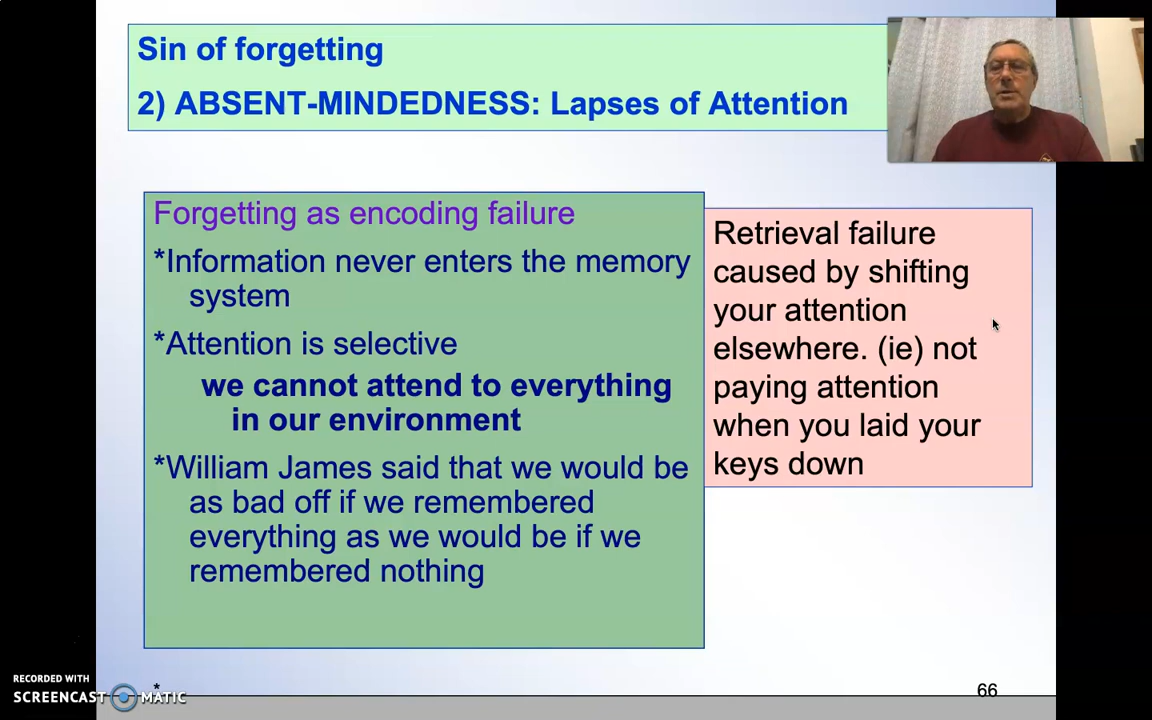 Sin of forgetting
2) ABSENT-MINDEDNESS: Lapses of Attention
Forgetting as encoding failure
*Information never enters the memory
system
*Attention is selective
we cannot attend to everything
in our environment
*William James said that we would be
as bad off if we remembered
everything as we would be if we
remembered nothing
Retrieval failure
caused by shifting
your attention
elsewhere. (ie) not
paying attention
when you laid your
keys down
RECORDED WITH
SCREENCAST MATIC
*
66